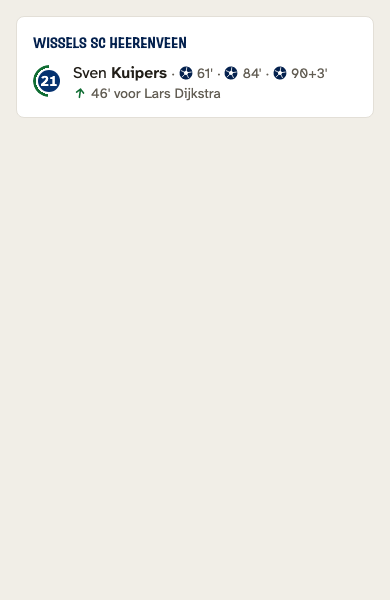 WISSELS SC HEERENVEEN
21 Sven Kuipers · 61' · 84' · 90+3'
↑ 46' voor Lars Dijkstra